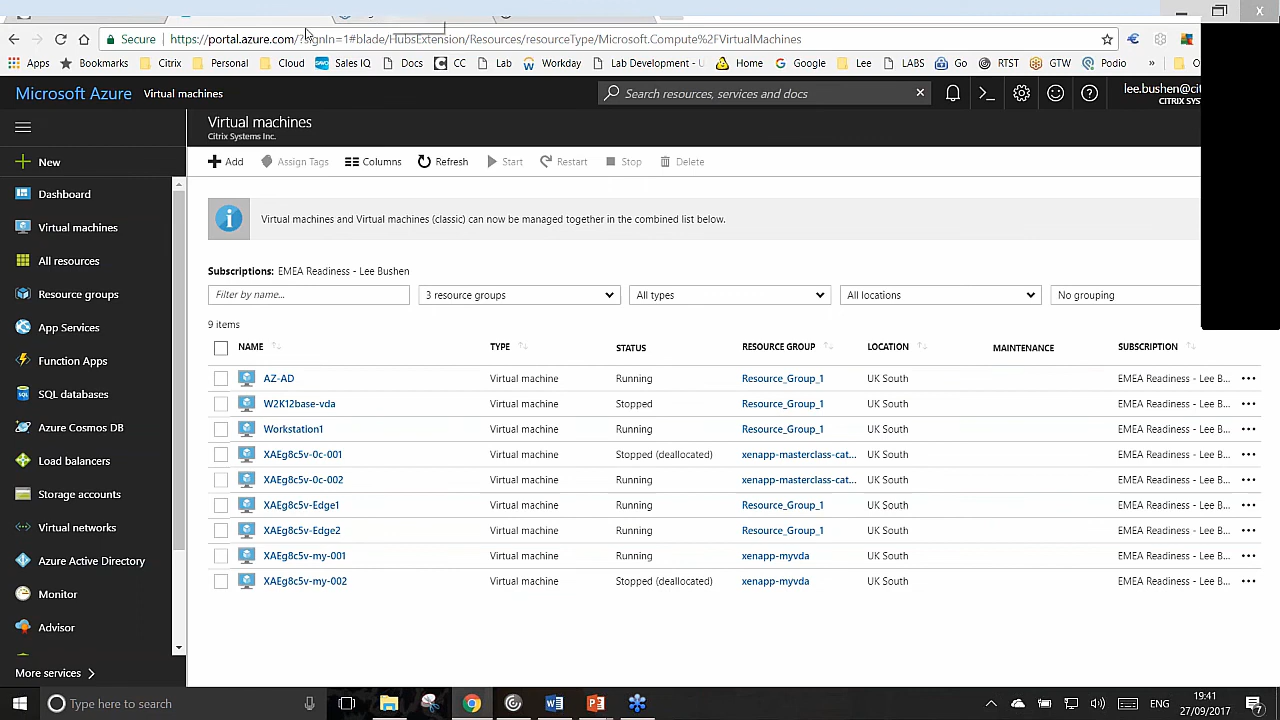 Secure
https://portal.azure.com/?SignIn=1#blade/HubsExtension/Resources/resourceType/Microsoft.Compute%2FVirtualMachines
Apps Bookmarks Citrix Personal Cloud Sales IQ Docs CC Lab Workday Lab Development - U Home Google Lee LABS Go RTST GTW Podio » O
Microsoft Azure Virtual machines Search resources, services and docs lee.bushen@cit
CITRIX SYS
Virtual machines
Citrix Systems Inc.
New
Add Assign Tags Columns Refresh Start Restart Stop Delete
Dashboard
Virtual machines
All resources
Resource groups
App Services
Function Apps
SQL databases
Azure Cosmos DB
Load balancers
Storage accounts
Virtual networks
Azure Active Directory
Monitor
Advisor
More services
Virtual machines and Virtual machines (classic) can now be managed together in the combined list below.
Subscriptions: EMEA Readiness - Lee Bushen
Filter by name... 3 resource groups All types All locations No grouping
9 items
NAME TYPE STATUS RESOURCE GROUP LOCATION MAINTENANCE SUBSCRIPTION
AZ-AD Virtual machine Running Resource_Group_1 UK South EMEA Readiness - Lee B... •••
W2K12base-vda Virtual machine Stopped Resource_Group_1 UK South EMEA Readiness - Lee B... •••
Workstation1 Virtual machine Running Resource_Group_1 UK South EMEA Readiness - Lee B... •••
XAEg8c5v-0c-001 Virtual machine Stopped (deallocated) xenapp-masterclass-cat... UK South EMEA Readiness - Lee B... •••
XAEg8c5v-0c-002 Virtual machine Running xenapp-masterclass-cat... UK South EMEA Readiness - Lee B... •••
XAEg8c5v-Edge1 Virtual machine Running Resource_Group_1 UK South EMEA Readiness - Lee B... •••
XAEg8c5v-Edge2 Virtual machine Running Resource_Group_1 UK South EMEA Readiness - Lee B... •••
XAEg8c5v-my-001 Virtual machine Running xenapp-myvda UK South EMEA Readiness - Lee B... •••
XAEg8c5v-my-002 Virtual machine Stopped (deallocated) xenapp-myvda UK South EMEA Readiness - Lee B... •••
Type here to search
ENG
19:41
27/09/2017
7